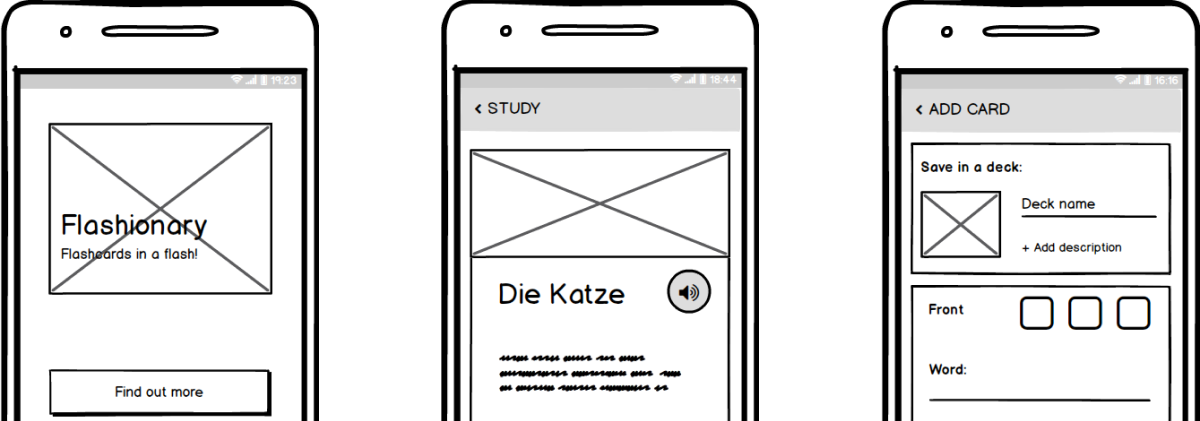 19:23
Flashionary
Flashcards in a flash!
Find out more
18:44
< STUDY
Die Katze
16:16
< ADD CARD
Save in a deck:
Deck name
+ Add description
Front
Word: